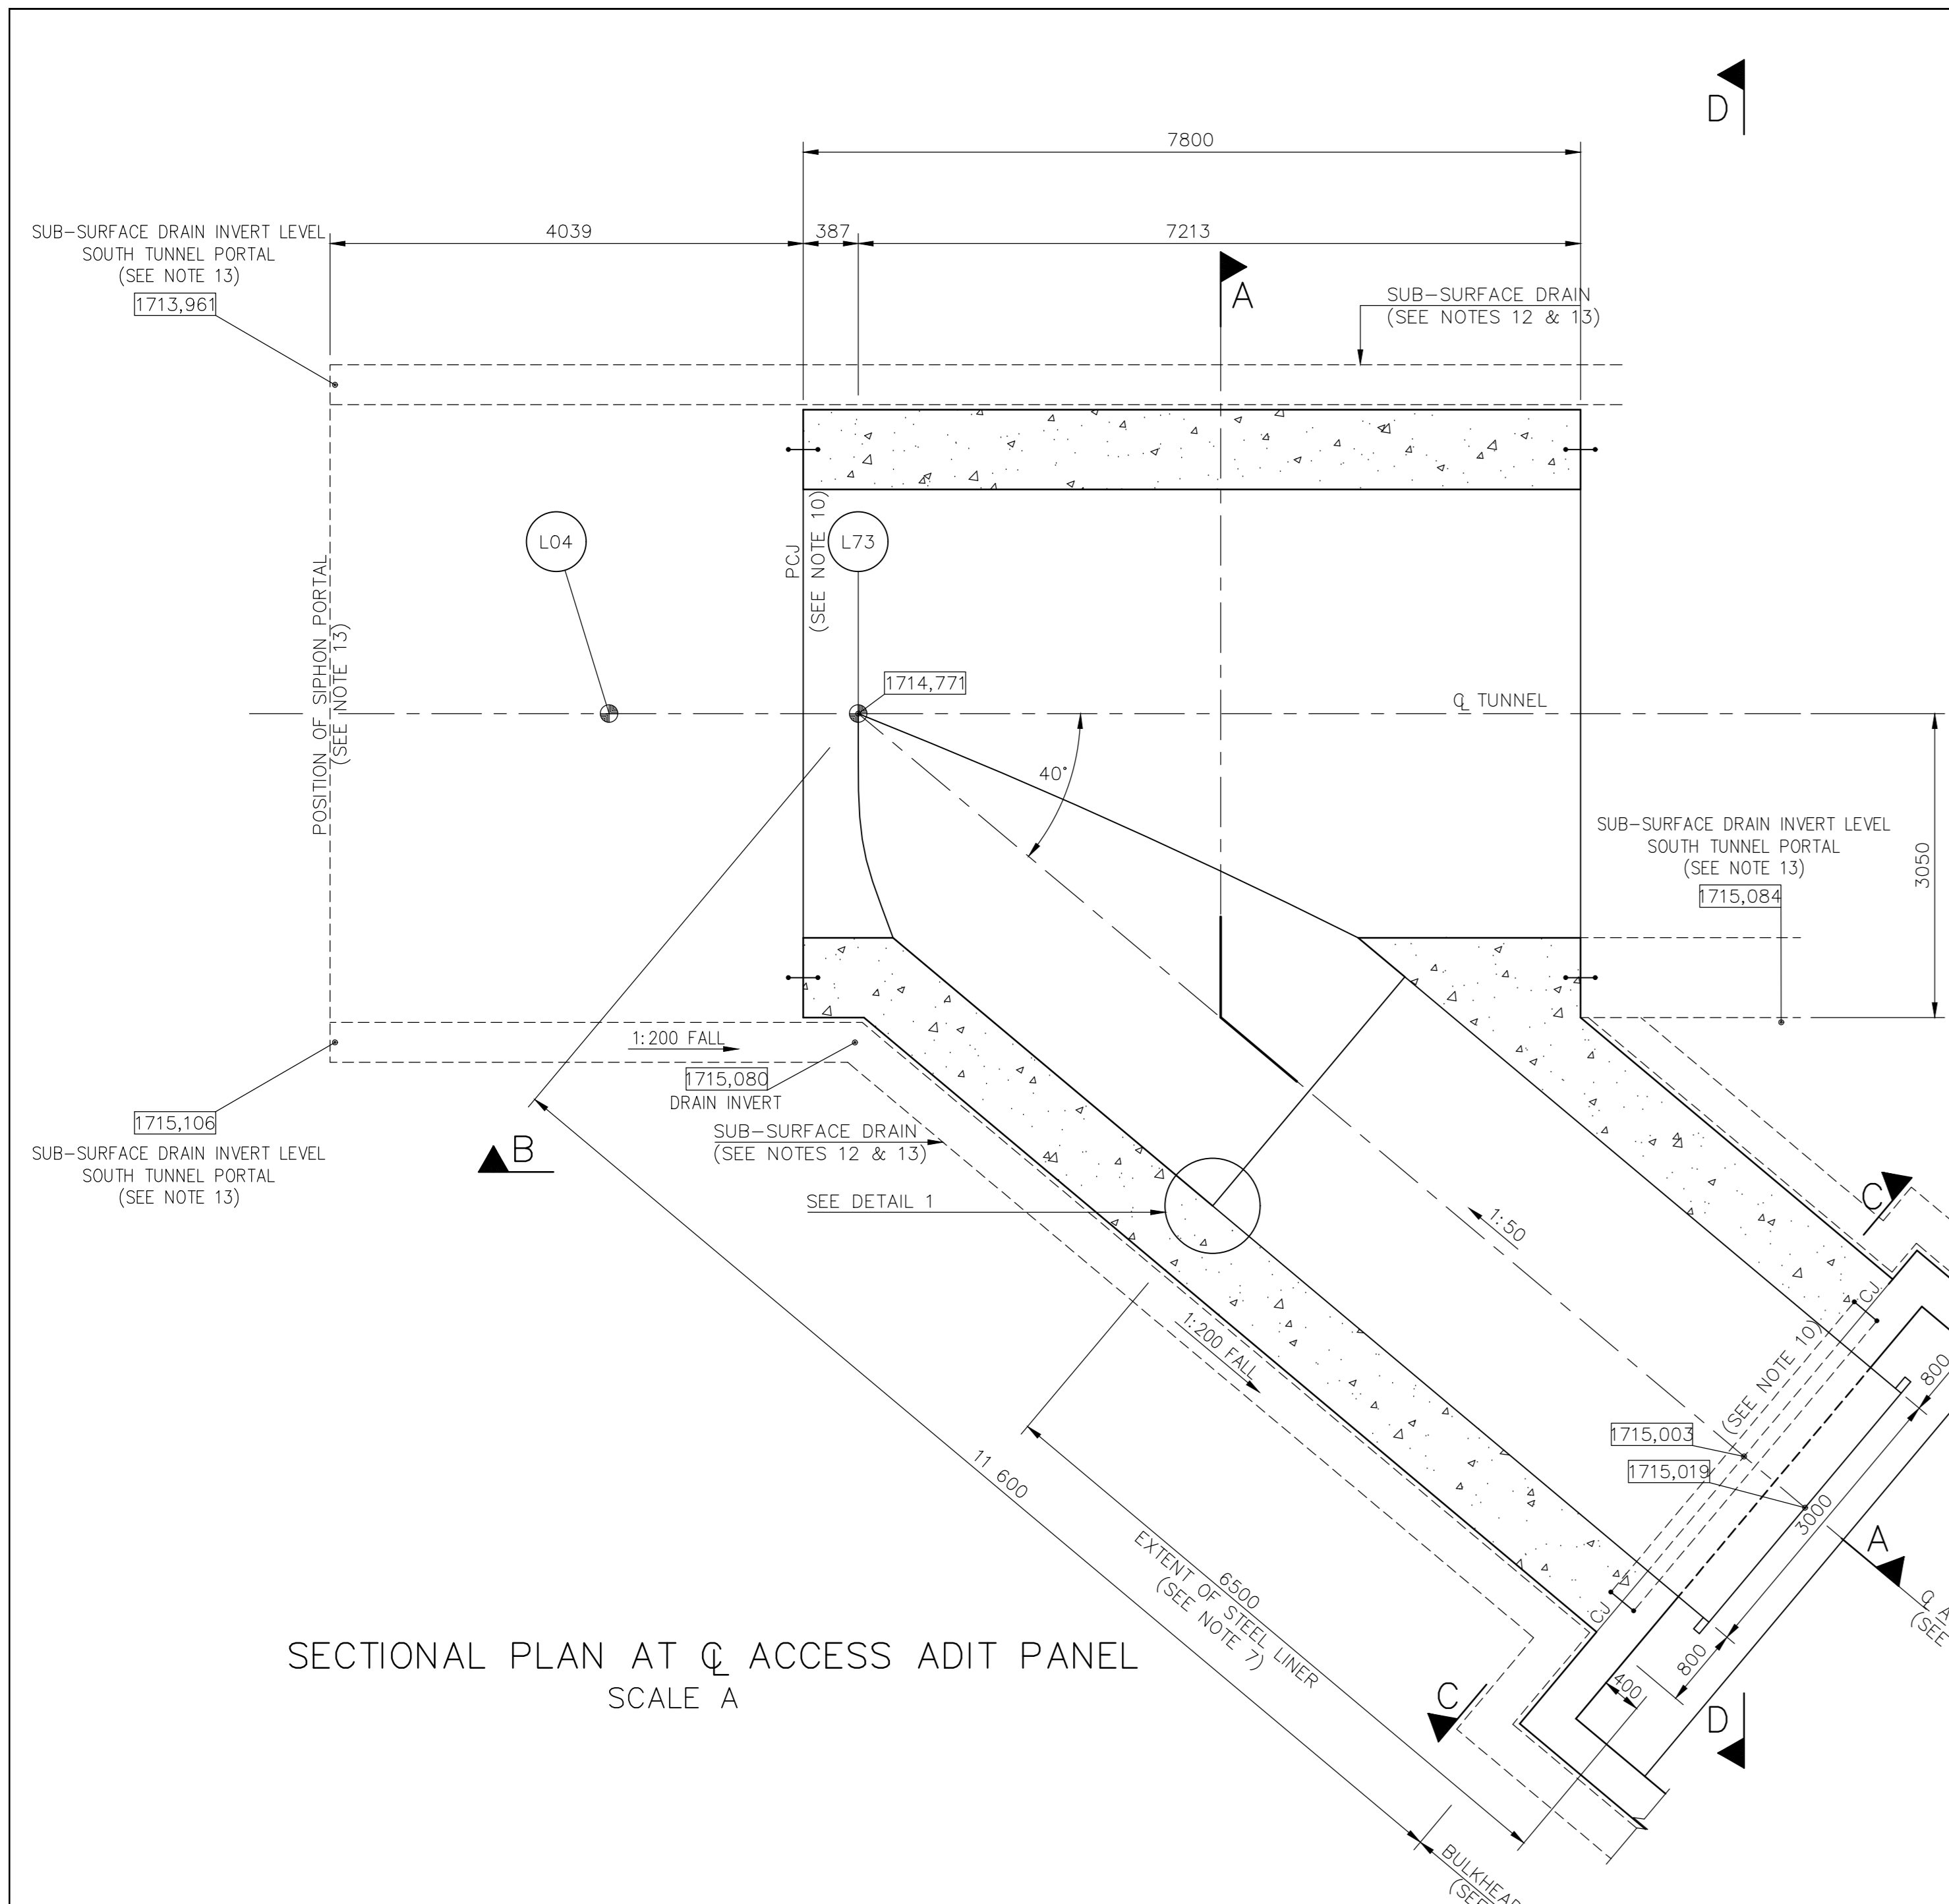 D
7800
4039
387
7213
SUB-SURFACE DRAIN INVERT LEVEL
SOUTH TUNNEL PORTAL
(SEE NOTE 13)
1713,961
A
SUB-SURFACE DRAIN
(SEE NOTES 12 & 13)
L04
L73
PCJ
(SEE NOTE 10)
POSITION OF SIPHON PORTAL
(SEE NOTE 13)
1714,771
℄ TUNNEL
40°
3050
SUB-SURFACE DRAIN INVERT LEVEL
SOUTH TUNNEL PORTAL
(SEE NOTE 13)
1715,084
1:200 FALL
1715,080
DRAIN INVERT
1715,106
SUB-SURFACE DRAIN INVERT LEVEL
SOUTH TUNNEL PORTAL
(SEE NOTE 13)
B
SUB-SURFACE DRAIN
(SEE NOTES 12 & 13)
SEE DETAIL 1
C
1:50
CJ
(SEE NOTE 10)
1:200 FALL
800
1715,003
1715,019
3000
11 600
6500
EXTENT OF STEEL LINER
(SEE NOTE 7)
A
℄ A
(SEE
CJ
800
400
C
D
SECTIONAL PLAN AT ℄ ACCESS ADIT PANEL
SCALE A
BULKHEAD
(SEE